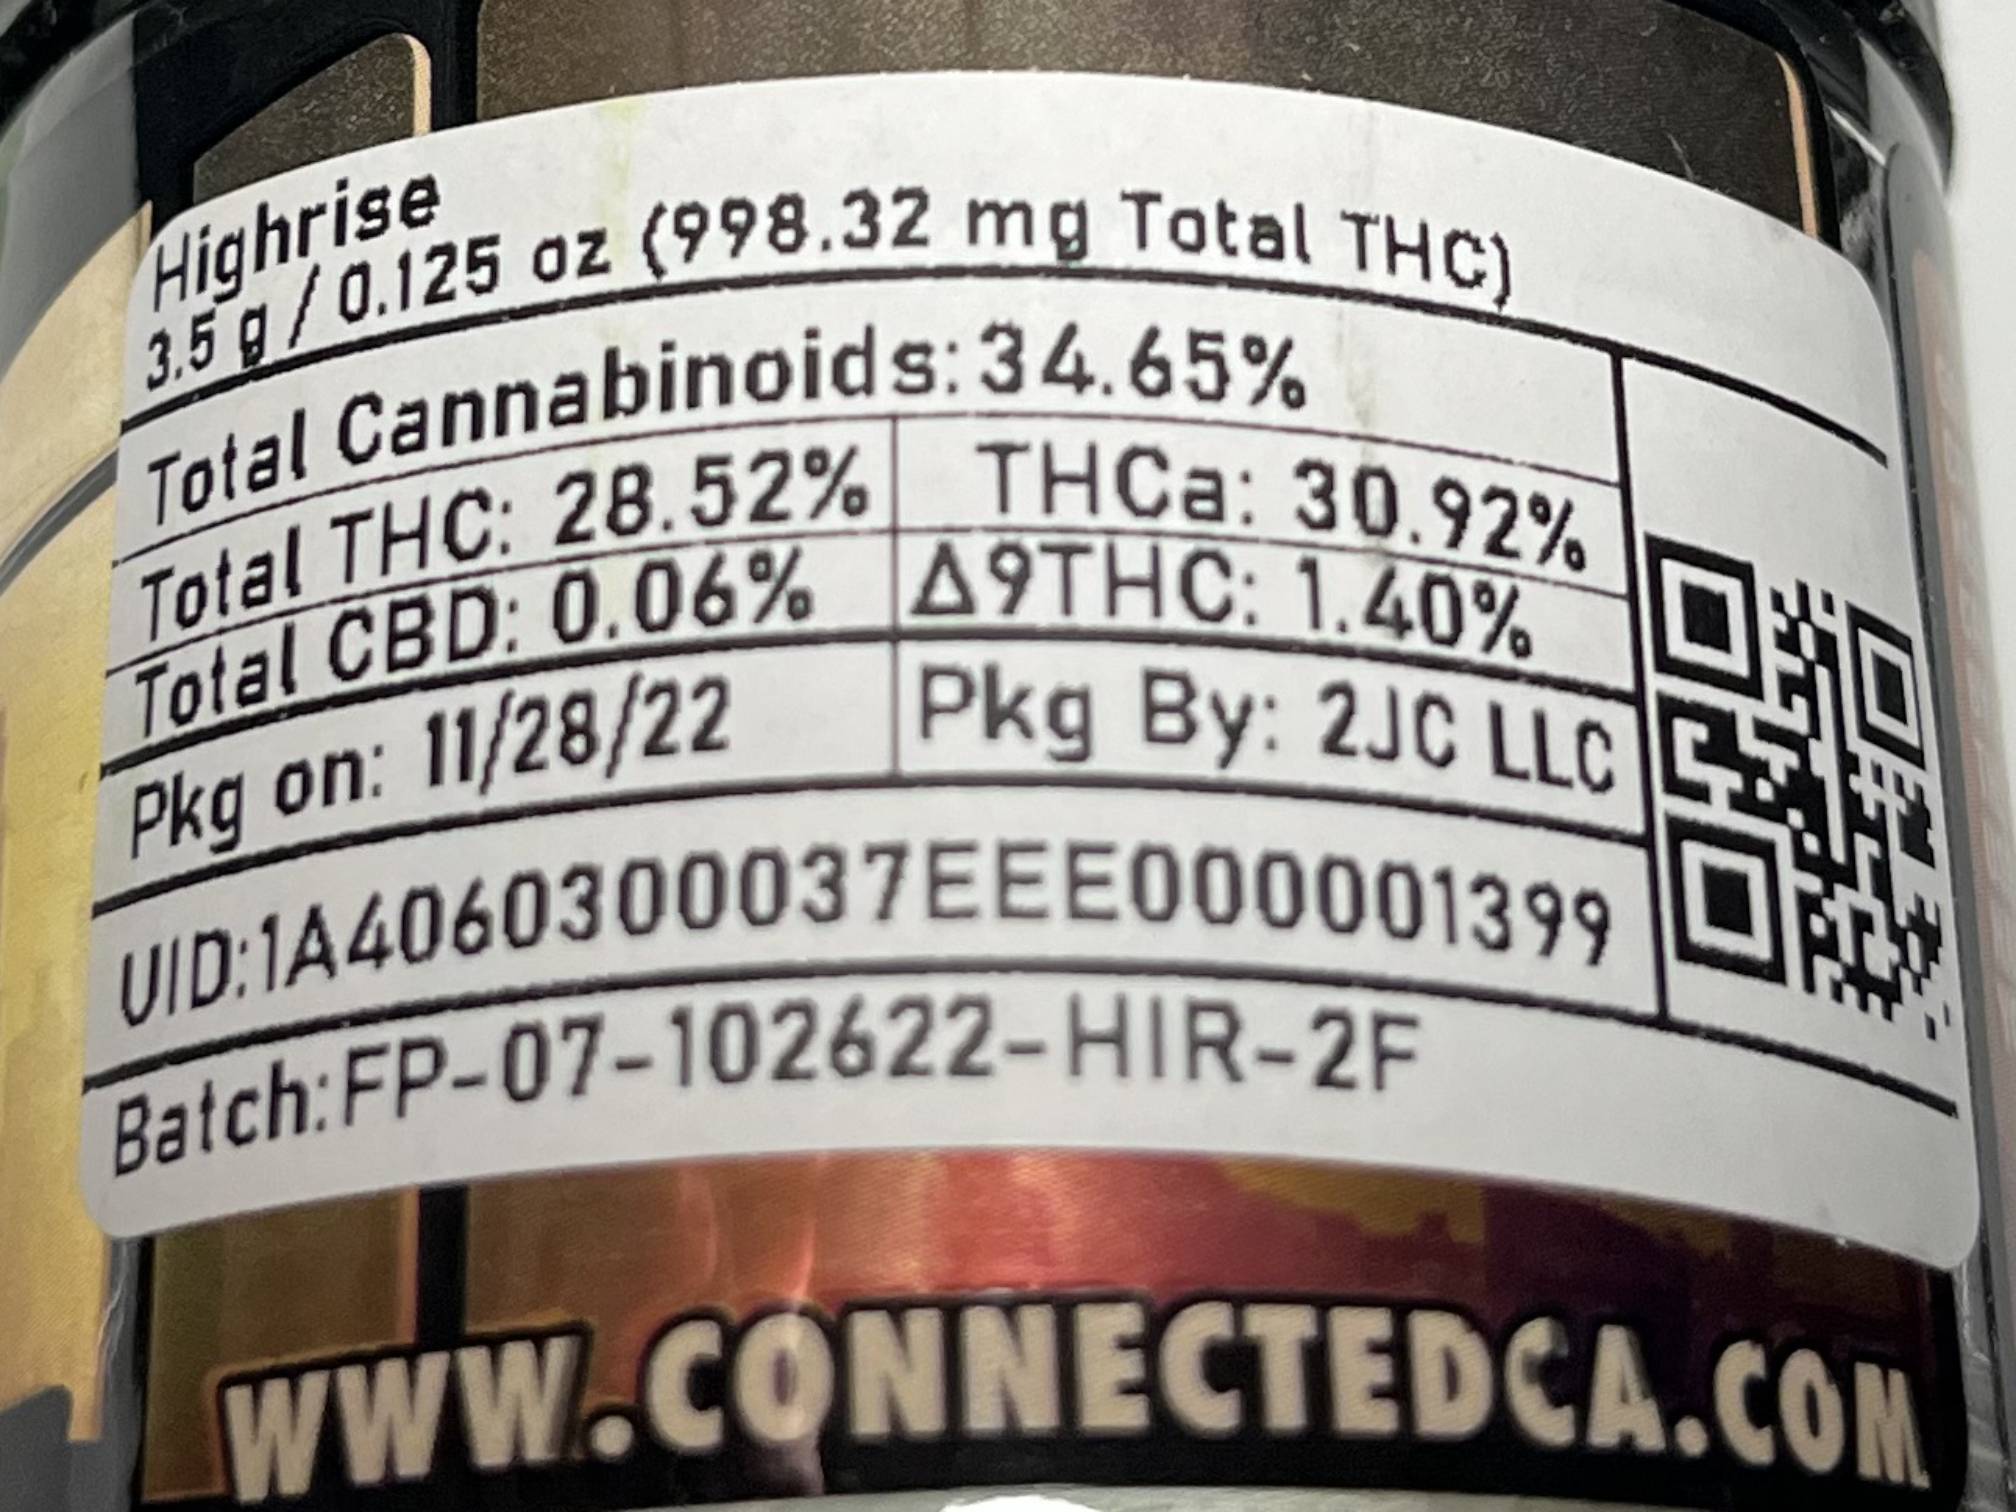 Highrise
3.5 g / 0.125 oz (998.32 mg Total THC)
Total Cannabinoids: 34.65%
Total THC: 28.52% THCa: 30.92%
Total CBD: 0.06% Δ9THC: 1.40%
Pkg on: 11/28/22 Pkg By: 2JC LLC
UID:1A4060300037EEE000001399
Batch:FP-07-102622-HIR-2F
WWW.CONNECTEDCA.COM